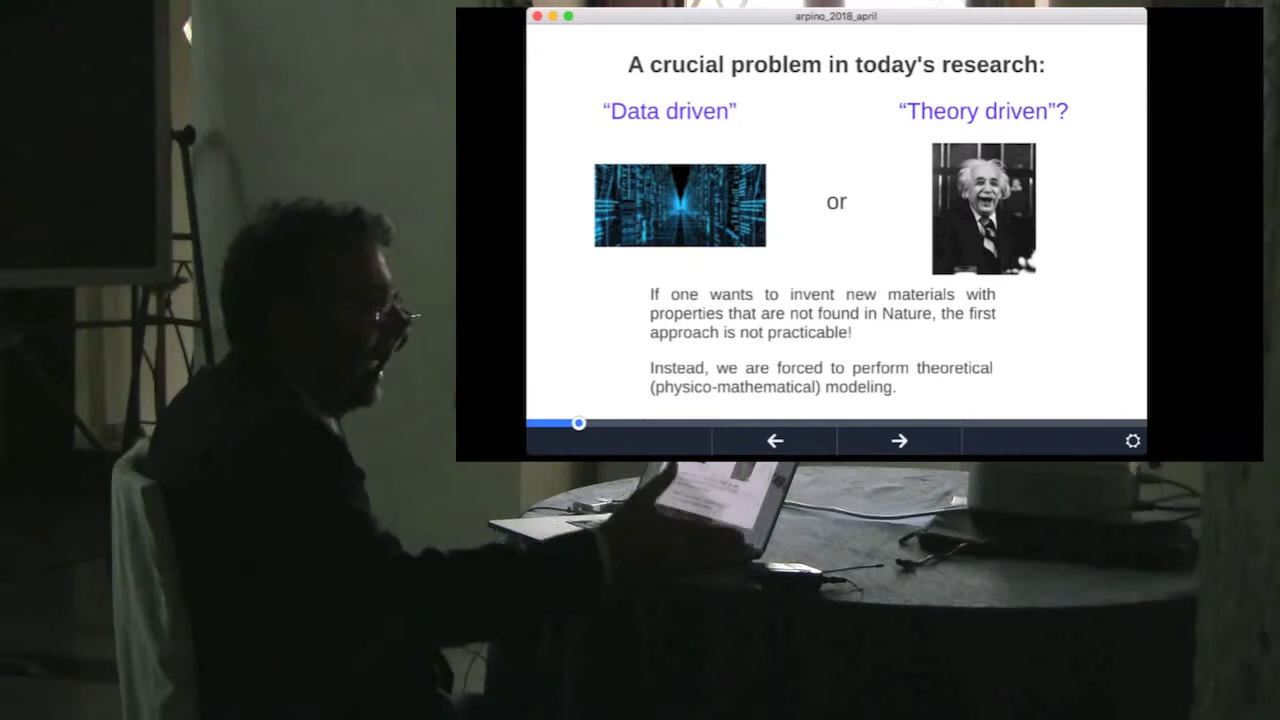 arpino_2018_april
A crucial problem in today's research:
“Data driven”
“Theory driven”?
or
If one wants to invent new materials with
properties that are not found in Nature, the first
approach is not practicable!
Instead, we are forced to perform theoretical
(physico-mathematical) modeling.